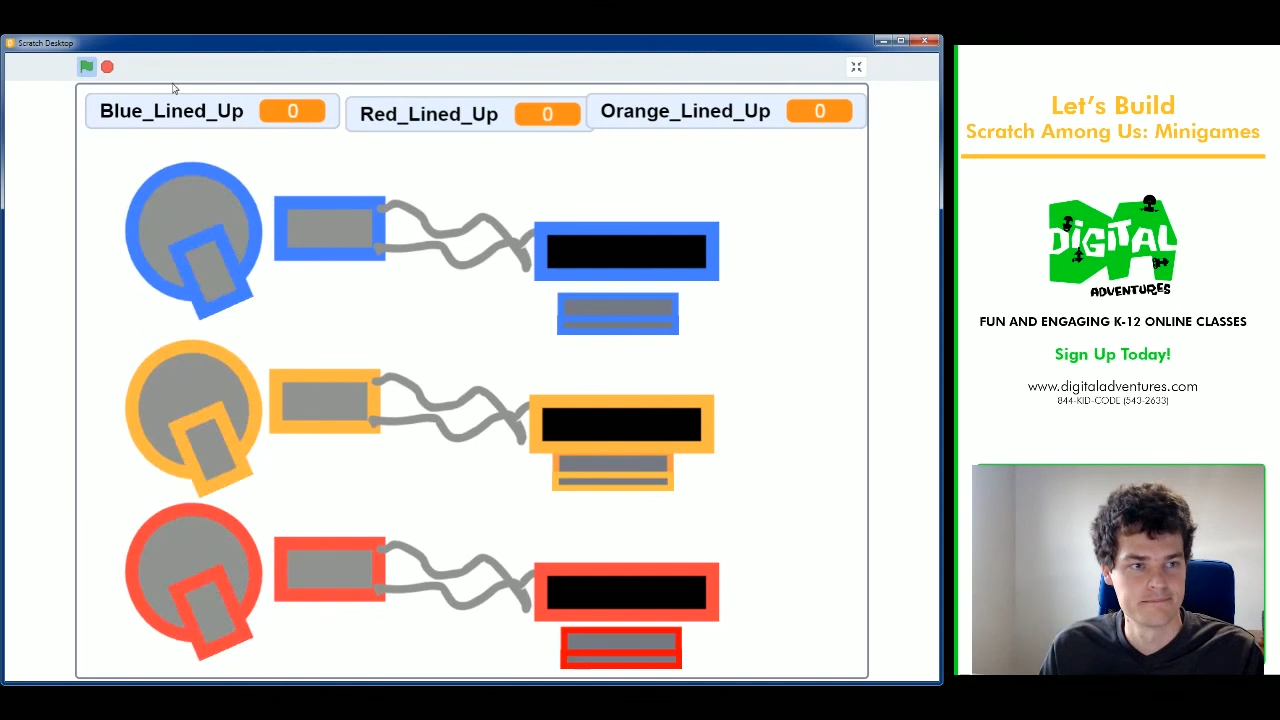 Scratch Desktop
Blue_Lined_Up 0
Red_Lined_Up 0
Orange_Lined_Up 0
Let's Build
Scratch Among Us: Minigames
DIGITAL
ADVENTURES
FUN AND ENGAGING K-12 ONLINE CLASSES
Sign Up Today!
www.digitaladventures.com
844-KID-CODE (543-2633)